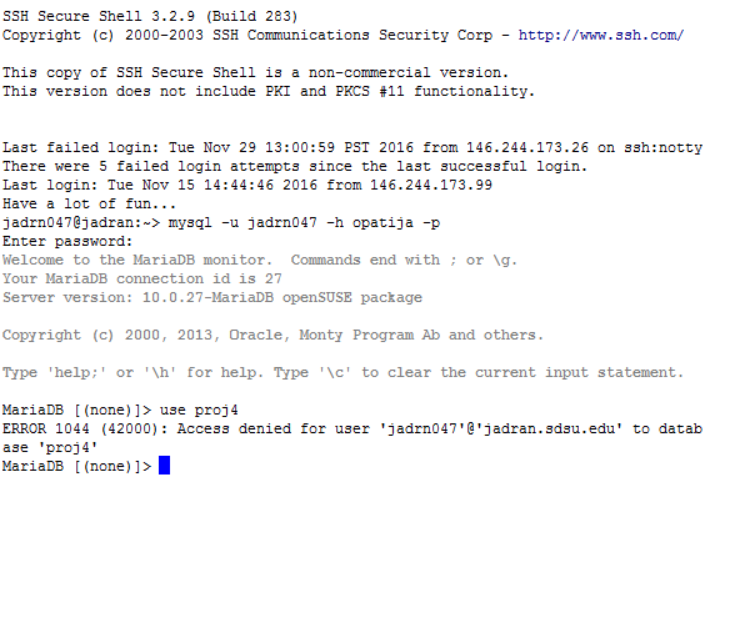 SSH Secure Shell 3.2.9 (Build 283)
Copyright (c) 2000-2003 SSH Communications Security Corp - http://www.ssh.com/
This copy of SSH Secure Shell is a non-commercial version.
This version does not include PKI and PKCS #11 functionality.
Last failed login: Tue Nov 29 13:00:59 PST 2016 from 146.244.173.26 on ssh:notty
There were 5 failed login attempts since the last successful login.
Last login: Tue Nov 15 14:44:46 2016 from 146.244.173.99
Have a lot of fun...
jadrn047@jadran:~> mysql -u jadrn047 -h opatija -p
Enter password:
Welcome to the MariaDB monitor.  Commands end with ; or \g.
Your MariaDB connection id is 27
Server version: 10.0.27-MariaDB openSUSE package
Copyright (c) 2000, 2013, Oracle, Monty Program Ab and others.
Type 'help;' or '\h' for help. Type '\c' to clear the current input statement.
MariaDB [(none)]> use proj4
ERROR 1044 (42000): Access denied for user 'jadrn047'@'jadran.sdsu.edu' to datab
ase 'proj4'
MariaDB [(none)]>